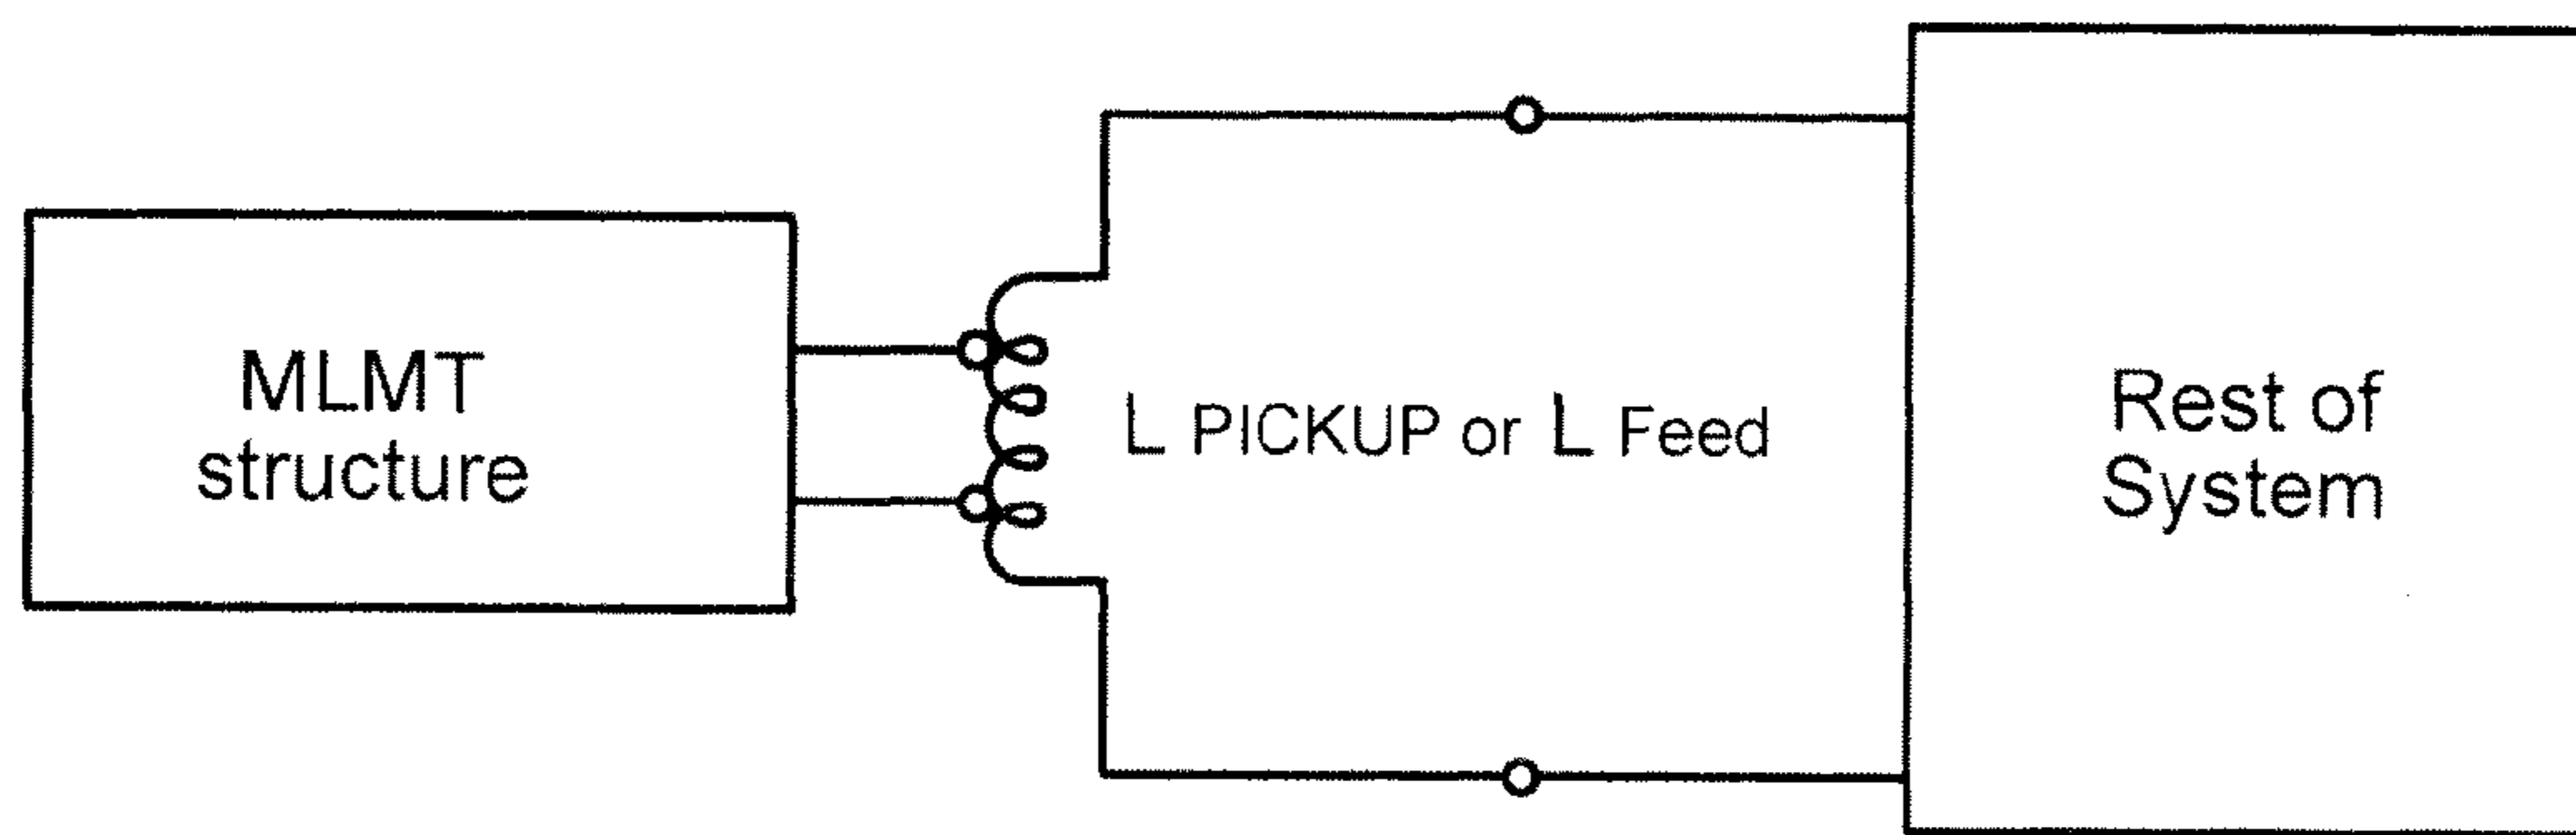 MLMT
structure
L PICKUP or L Feed
Rest of
System